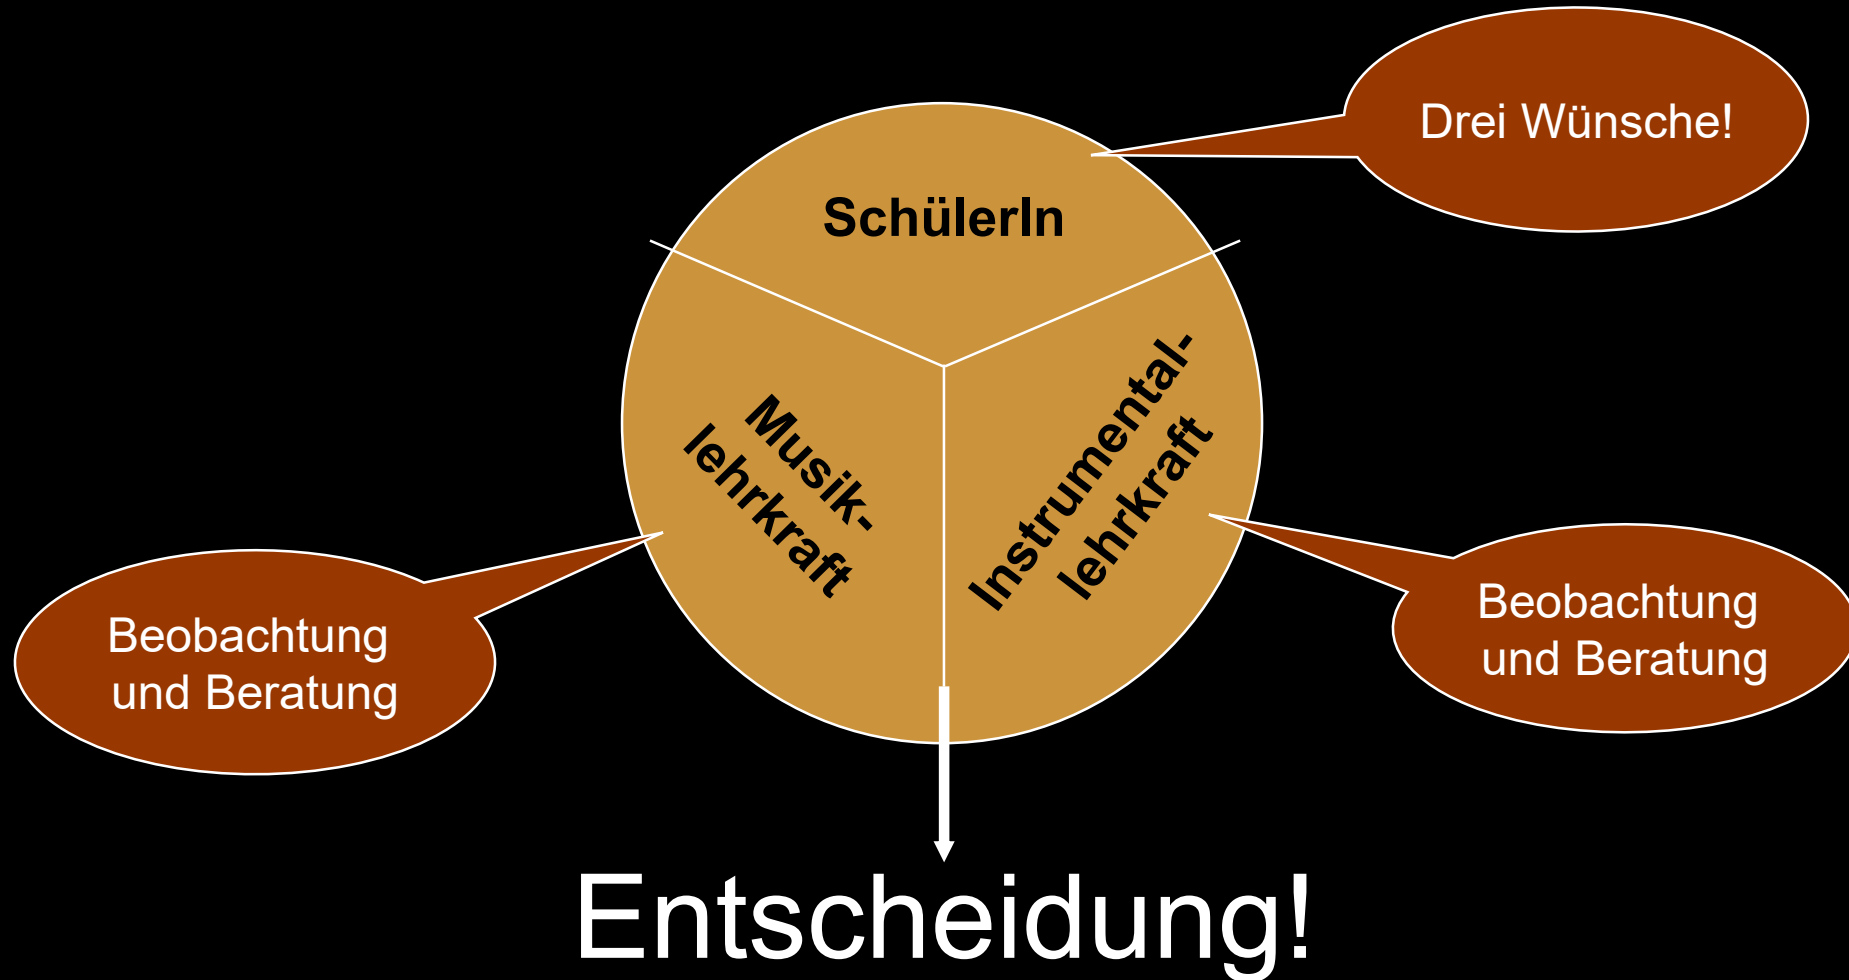 Drei Wünsche!
SchülerIn
Musik-
lehrkraft
Instrumental-
lehrkraft
Beobachtung
und Beratung
Beobachtung
und Beratung
Entscheidung!